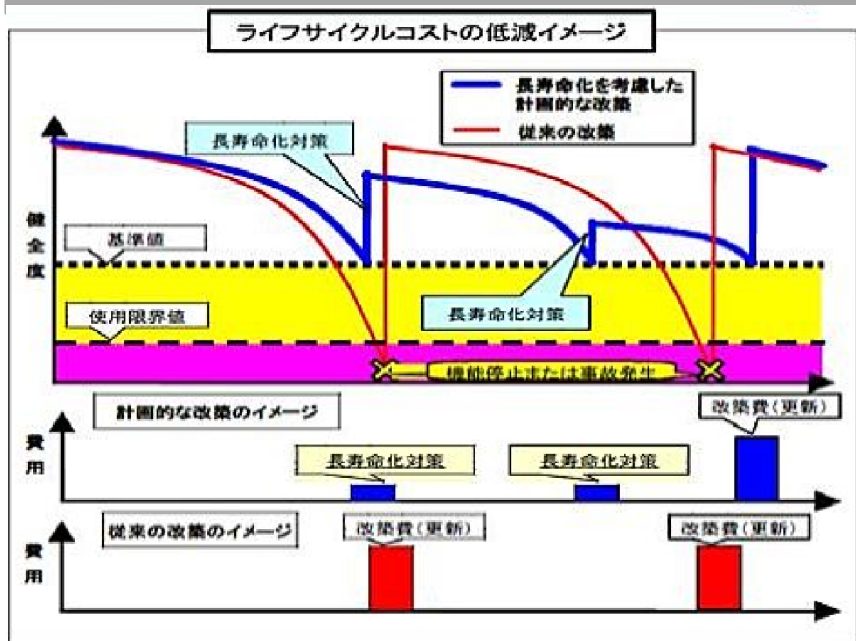 ライフサイクルコストの低減イメージ
長寿命化を考慮した
計画的な改築
従来の改築
長寿命化対策
健全度
基準値
使用限界値
長寿命化対策
機能停止または事故発生
計画的な改築のイメージ
改築費(更新)
費用
長寿命化対策
長寿命化対策
従来の改築のイメージ
改築費(更新)
改築費(更新)
費用